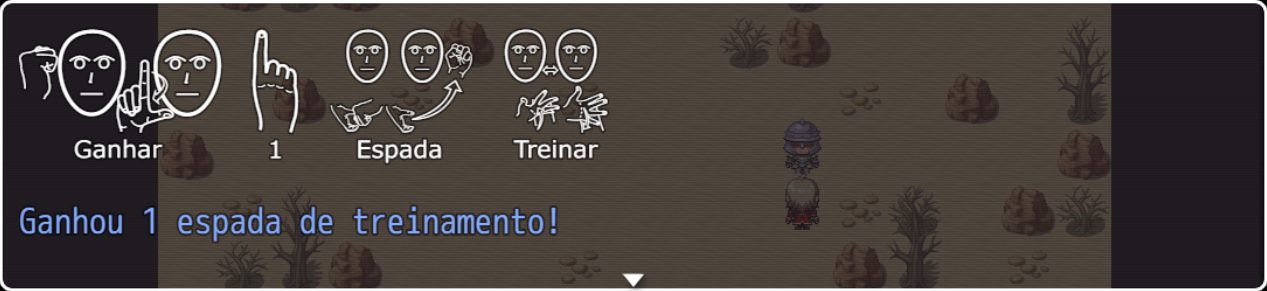 Ganhar 1 Espada Treinar
Ganhou 1 espada de treinamento!